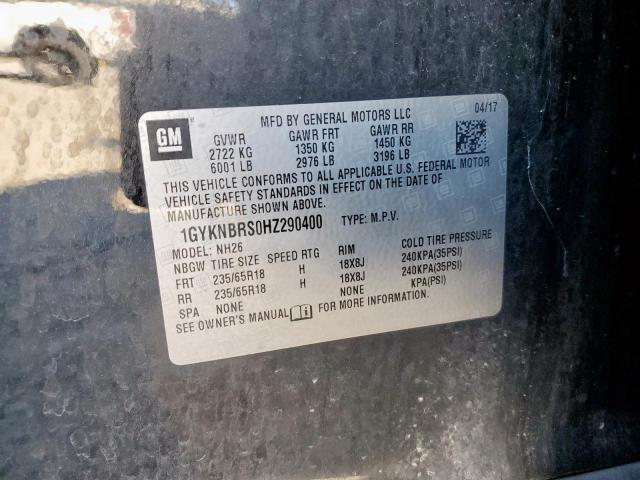 MFD BY GENERAL MOTORS LLC 04/17
GM
GVWR GAWR FRT GAWR RR
2722 KG 1350 KG 1450 KG
6001 LB 2976 LB 3196 LB
THIS VEHICLE CONFORMS TO ALL APPLICABLE U.S. FEDERAL MOTOR
VEHICLE SAFETY STANDARDS IN EFFECT ON THE DATE OF
MANUFACTURE SHOWN ABOVE.
1GYKNBRS0HZ290400 TYPE: M.P.V.
MODEL: NH26
NBGW TIRE SIZE SPEED RTG RIM COLD TIRE PRESSURE
FRT 235/65R18 H 18X8J 240KPA(35PSI)
RR 235/65R18 H 18X8J 240KPA(35PSI)
SPA NONE NONE KPA(PSI)
SEE OWNER'S MANUAL FOR MORE INFORMATION.